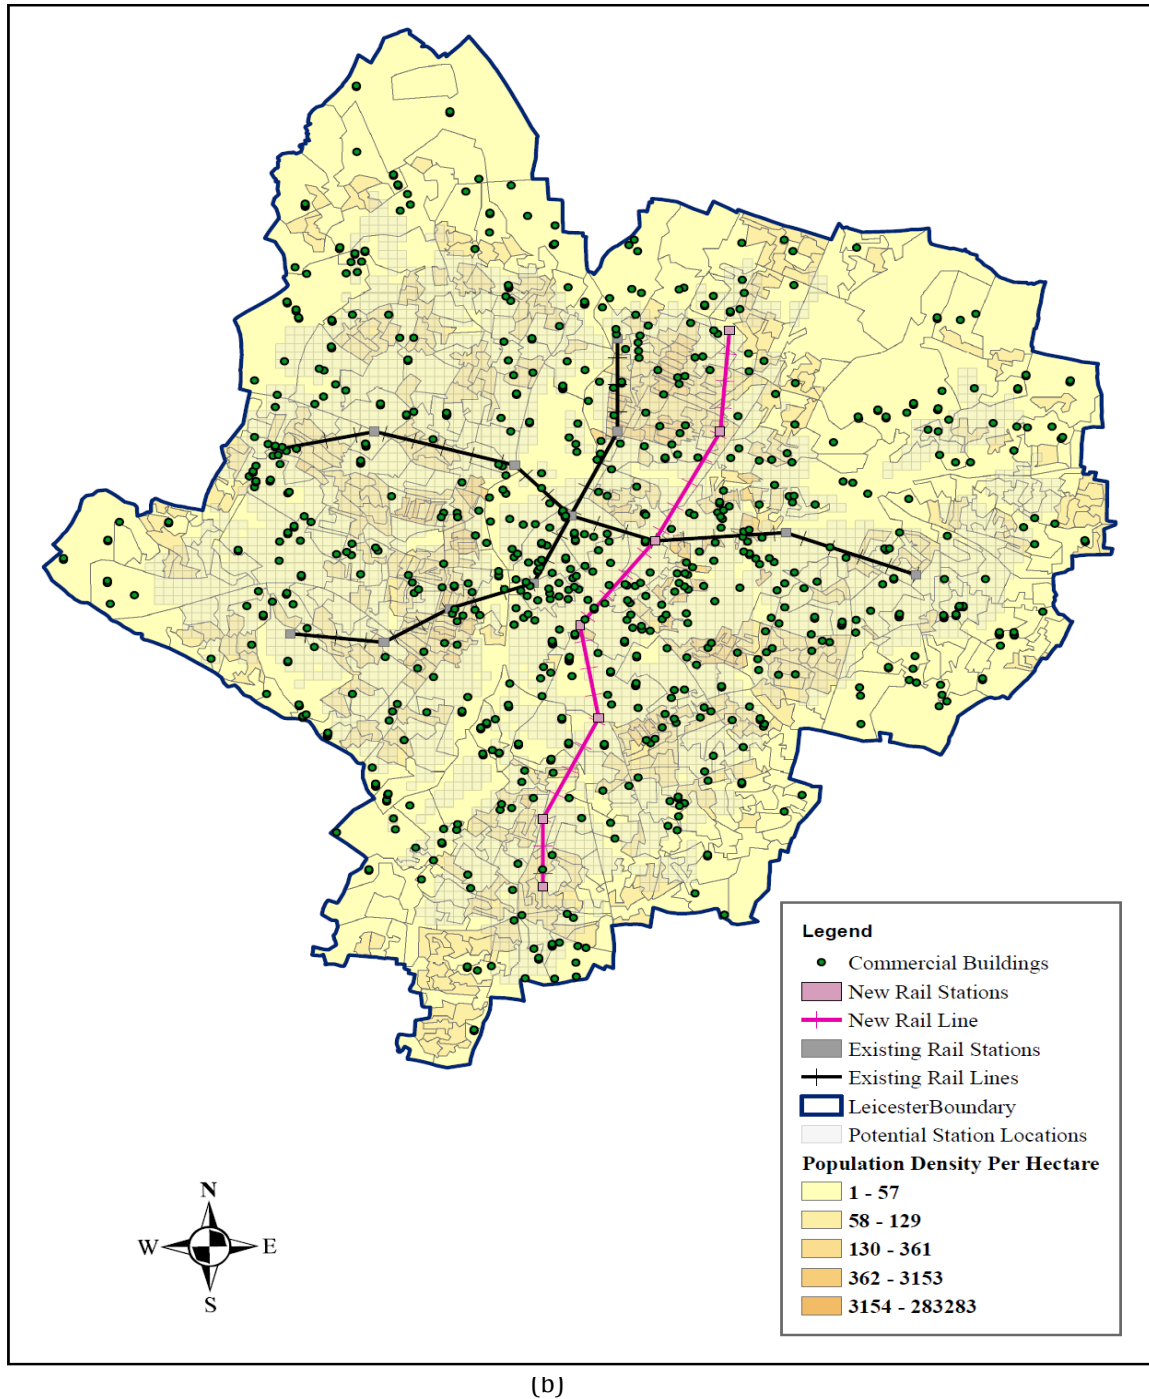 Legend
Commercial Buildings
New Rail Stations
New Rail Line
Existing Rail Stations
Existing Rail Lines
LeicesterBoundary
Potential Station Locations
Population Density Per Hectare
1 - 57
58 - 129
130 - 361
362 - 3153
3154 - 283283
N
W E
S
(b)